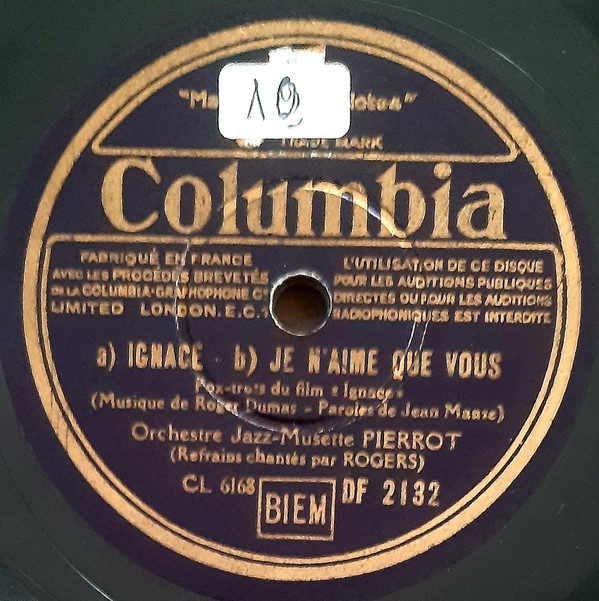 10
TRADE MARK
Columbia
FABRIQUÉ EN FRANCE
AVEC LES PROCÉDÉS BREVETÉS
DE LA COLUMBIA-GRAPHOPHONE Cº
LIMITED LONDON. E.C.1
L'UTILISATION DE CE DISQUE
POUR LES AUDITIONS PUBLIQUES
DIRECTES OU POUR LES AUDITIONS
RADIOPHONIQUES EST INTERDITE
a) IGNACE - b) JE N'AIME QUE VOUS
Fox-trots du film « Ignace »
(Musique de Roger Dumas - Paroles de Jean Manse)
Orchestre Jazz-Musette PIERROT
(Refrains chantés par ROGERS)
CL 6168 BIEM DF 2132